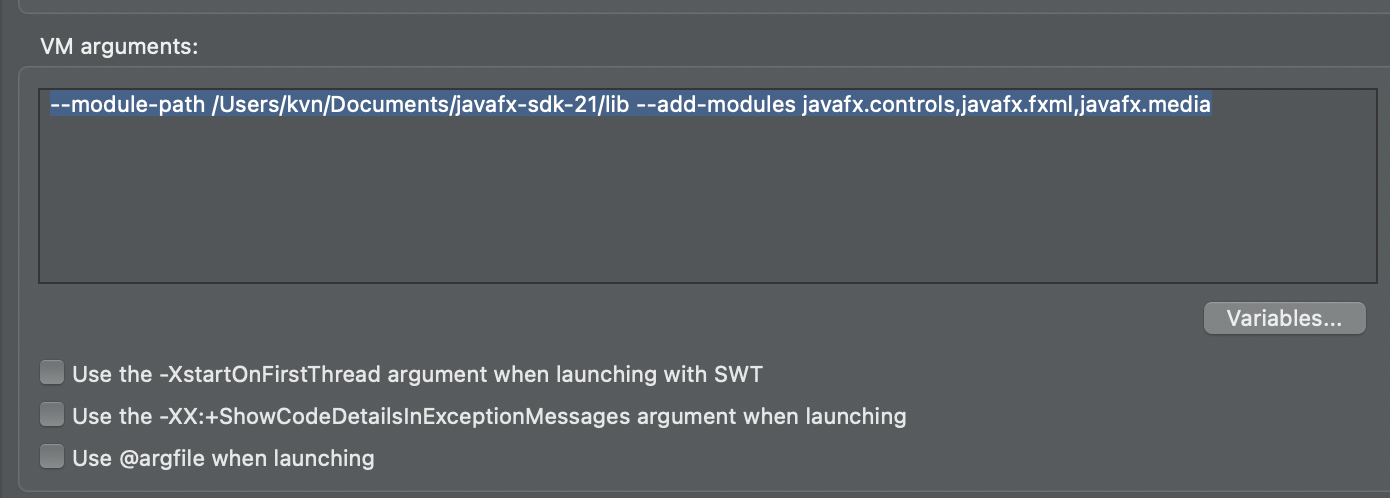 VM arguments:
--module-path /Users/kvn/Documents/javafx-sdk-21/lib --add-modules javafx.controls,javafx.fxml,javafx.media
Variables...
Use the -XstartOnFirstThread argument when launching with SWT
Use the -XX:+ShowCodeDetailsInExceptionMessages argument when launching
Use @argfile when launching